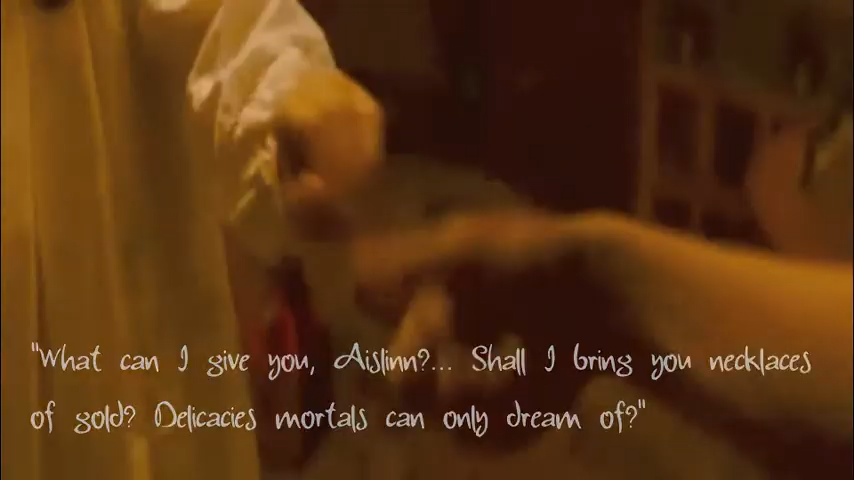 "What can I give you, Aislinn?... Shall I bring you necklaces
of gold? Delicacies mortals can only dream of?"